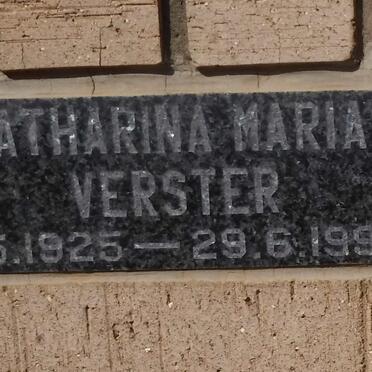 ATHARINA MARIA
VERSTER
5.1925 — 29.6.199